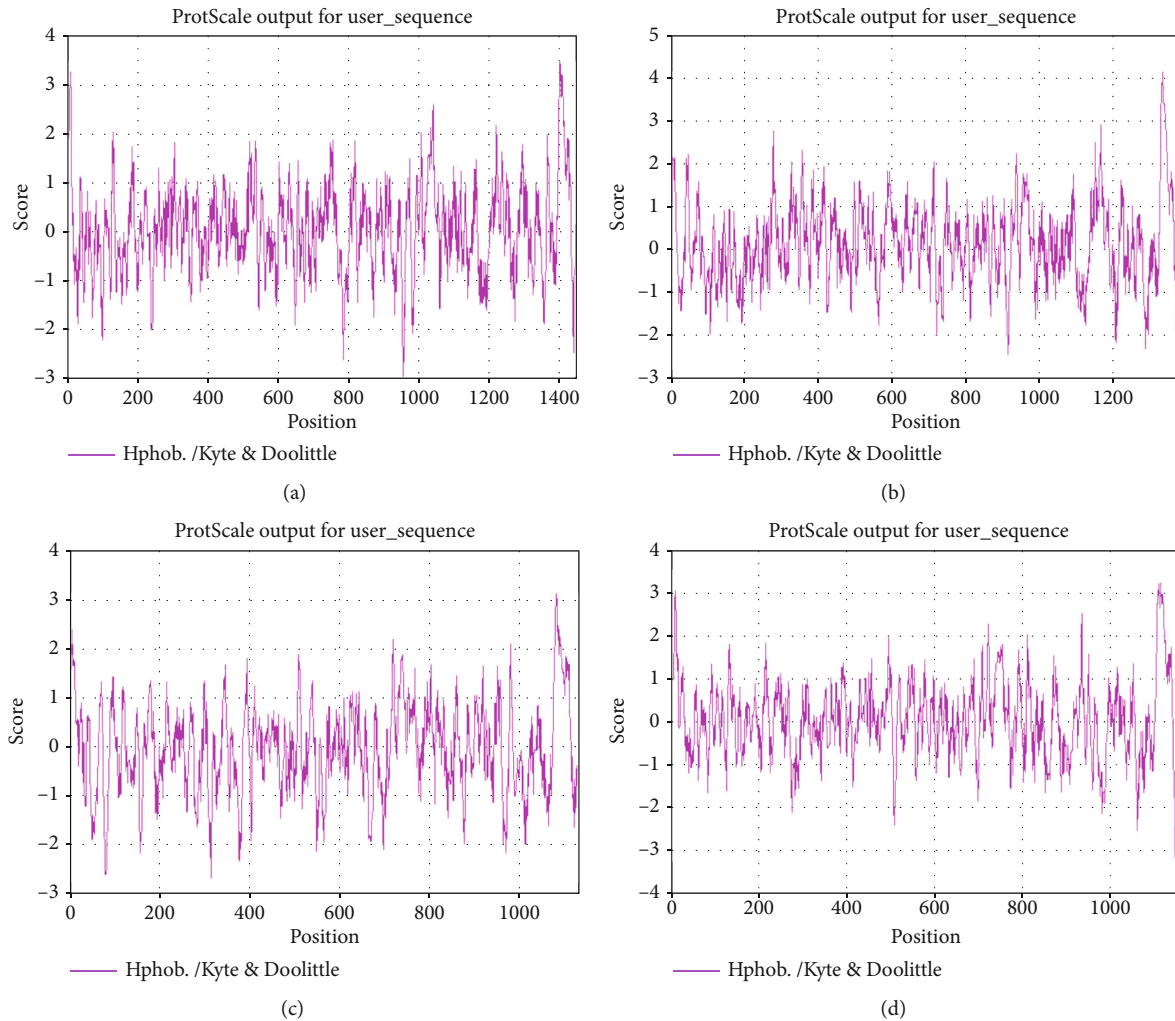 ProtScale output for user_sequence
4
3
2
1
0
−1
−2
−3
Score
0 200 400 600 800 1000 1200 1400
Position
Hphob. /Kyte & Doolittle
(a)
ProtScale output for user_sequence
5
4
3
2
1
0
−1
−2
−3
Score
0 200 400 600 800 1000 1200
Position
Hphob. /Kyte & Doolittle
(b)
ProtScale output for user_sequence
4
3
2
1
0
−1
−2
−3
Score
0 200 400 600 800 1000
Position
Hphob. /Kyte & Doolittle
(c)
ProtScale output for user_sequence
4
3
2
1
0
−1
−2
−3
−4
Score
0 200 400 600 800 1000
Position
Hphob. /Kyte & Doolittle
(d)